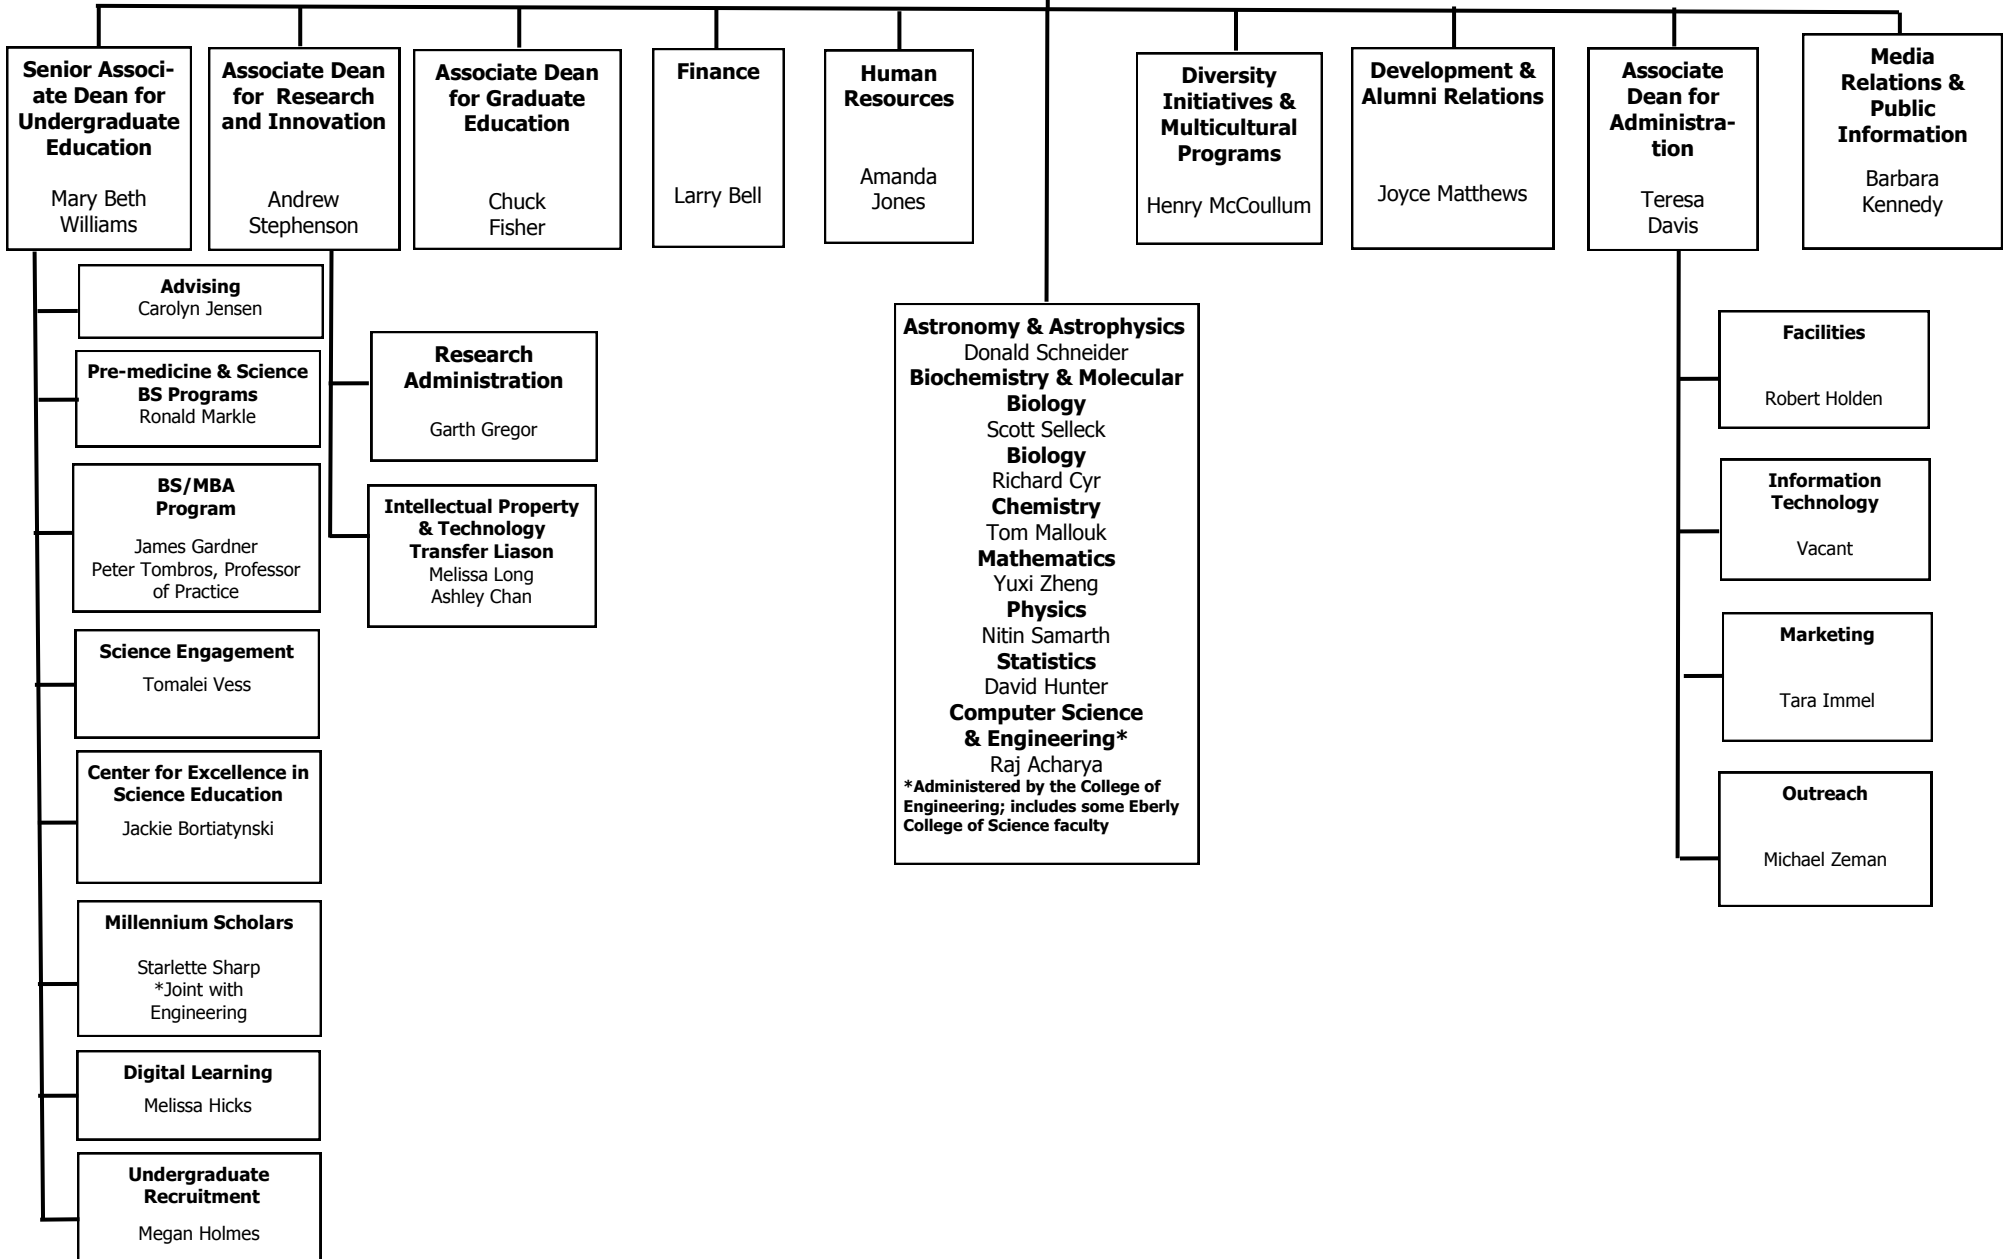 Senior Associ-
ate Dean for
Undergraduate
Education
Mary Beth
Williams
Associate Dean
for Research
and Innovation
Andrew
Stephenson
Associate Dean
for Graduate
Education
Chuck
Fisher
Finance
Larry Bell
Human
Resources
Amanda
Jones
Diversity
Initiatives &
Multicultural
Programs
Henry McCoullum
Development &
Alumni Relations
Joyce Matthews
Associate
Dean for
Administra-
tion
Teresa
Davis
Media
Relations &
Public
Information
Barbara
Kennedy
Advising
Carolyn Jensen
Pre-medicine & Science
BS Programs
Ronald Markle
BS/MBA
Program
James Gardner
Peter Tombros, Professor
of Practice
Science Engagement
Tomalei Vess
Center for Excellence in
Science Education
Jackie Bortiatynski
Millennium Scholars
Starlette Sharp
*Joint with
Engineering
Digital Learning
Melissa Hicks
Undergraduate
Recruitment
Megan Holmes
Research
Administration
Garth Gregor
Intellectual Property
& Technology
Transfer Liason
Melissa Long
Ashley Chan
Astronomy & Astrophysics
Donald Schneider
Biochemistry & Molecular
Biology
Scott Selleck
Biology
Richard Cyr
Chemistry
Tom Mallouk
Mathematics
Yuxi Zheng
Physics
Nitin Samarth
Statistics
David Hunter
Computer Science
& Engineering*
Raj Acharya
*Administered by the College of
Engineering; includes some Eberly
College of Science faculty
Facilities
Robert Holden
Information
Technology
Vacant
Marketing
Tara Immel
Outreach
Michael Zeman